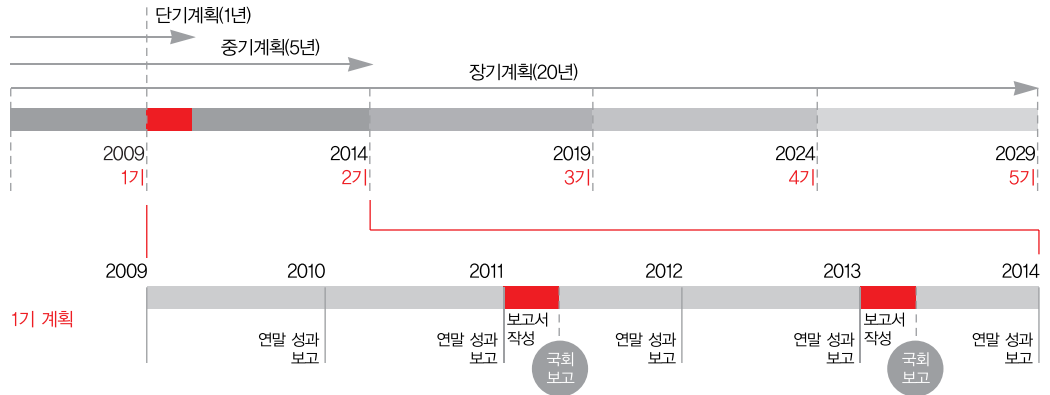 단기계획(1년)
중기계획(5년)
장기계획(20년)
2009 2014 2019 2024 2029
1기 2기 3기 4기 5기
2009 2010 2011 2012 2013 2014
1기 계획
연말 성과
보고
연말 성과
보고
보고서
작성
국회
보고
연말 성과
보고
연말 성과
보고
보고서
작성
국회
보고
연말 성과
보고